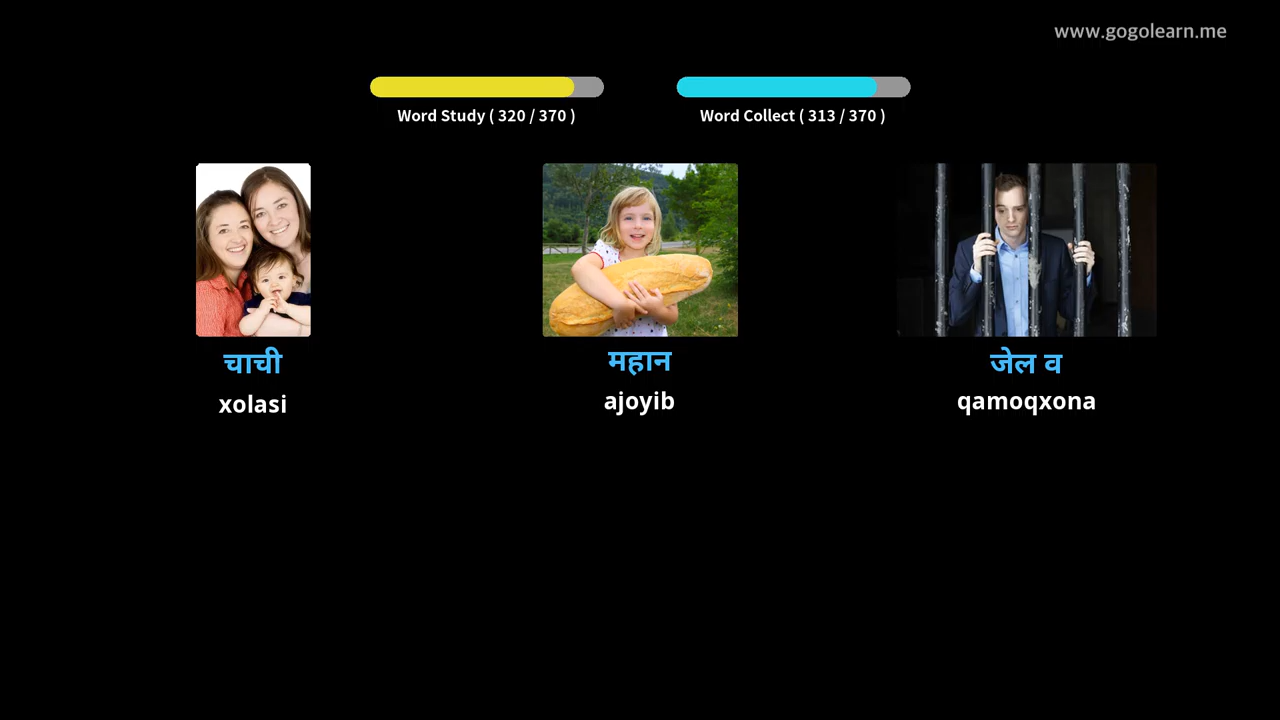 www.gogolearn.me
Word Study ( 320 / 370 )
Word Collect ( 313 / 370 )
चाची
xolasi
महान
ajoyib
जेल व
qamoqxona